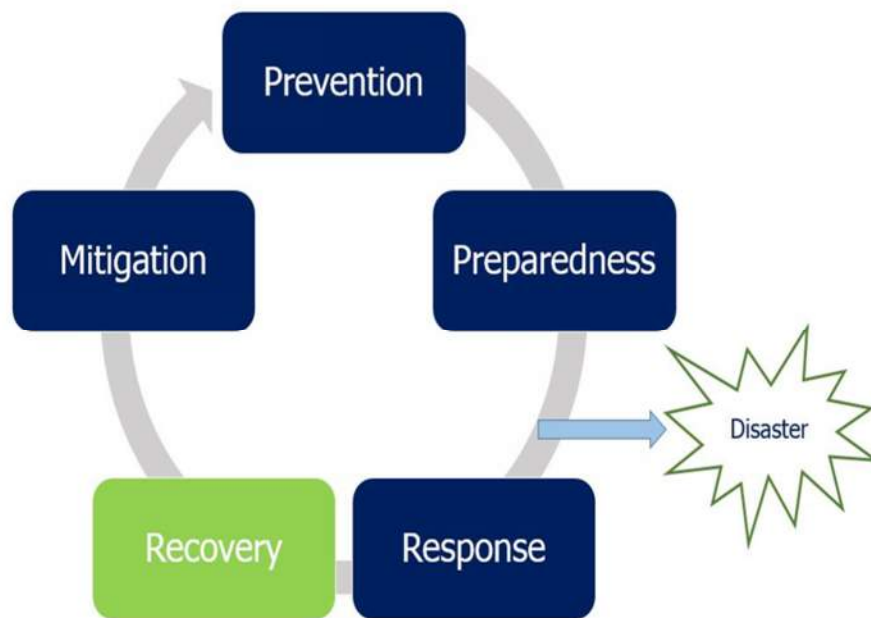 Prevention
Preparedness
Disaster
Response
Recovery
Mitigation